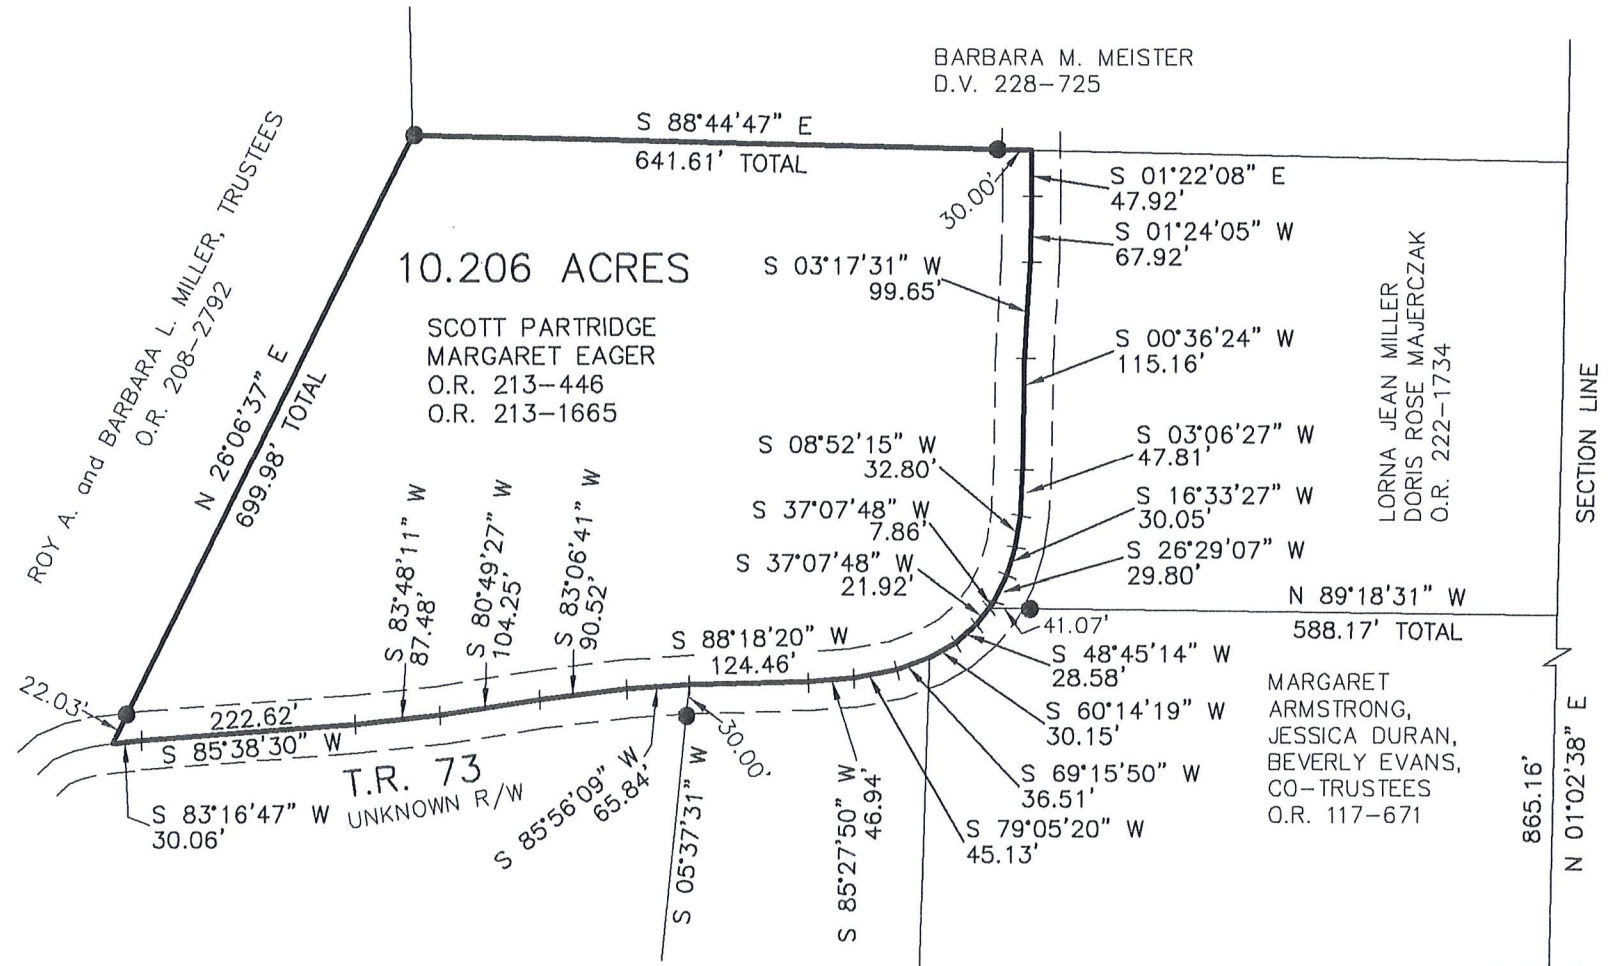 BARBARA M. MEISTER
D.V. 228-725
S 88°44'47" E
641.61' TOTAL
30.00'
S 01°22'08" E
47.92'
S 01°24'05" W
67.92'
S 03°17'31" W
99.65'
S 00°36'24" W
115.16'
10.206 ACRES
SCOTT PARTRIDGE
MARGARET EAGER
O.R. 213-446
O.R. 213-1665
ROY A. and BARBARA L. MILLER, TRUSTEES
O.R. 208-2792
N 26°06'37" E
699.98' TOTAL
LORNA JEAN MILLER
DORIS ROSE MAJERCZAK
O.R. 222-1734
SECTION LINE
S 08°52'15" W
32.80'
S 03°06'27" W
47.81'
S 37°07'48" W
7.86'
S 16°33'27" W
30.05'
S 37°07'48" W
21.92'
S 26°29'07" W
29.80'
N 89°18'31" W
588.17' TOTAL
41.07'
S 83°48'11" W
87.48'
S 80°49'27" W
104.25'
S 83°06'41" W
90.52'
S 88°18'20" W
124.46'
S 48°45'14" W
28.58'
S 60°14'19" W
30.15'
S 69°15'50" W
36.51'
S 79°05'20" W
45.13'
MARGARET
ARMSTRONG,
JESSICA DURAN,
BEVERLY EVANS,
CO-TRUSTEES
O.R. 117-671
22.03'
222.62'
S 85°38'30" W
T.R. 73
UNKNOWN R/W
S 83°16'47" W
30.06'
S 85°56'09" W
65.84'
30.00'
S 05°37'31" W
S 85°27'50" W
46.94'
865.16'
N 01°02'38" E